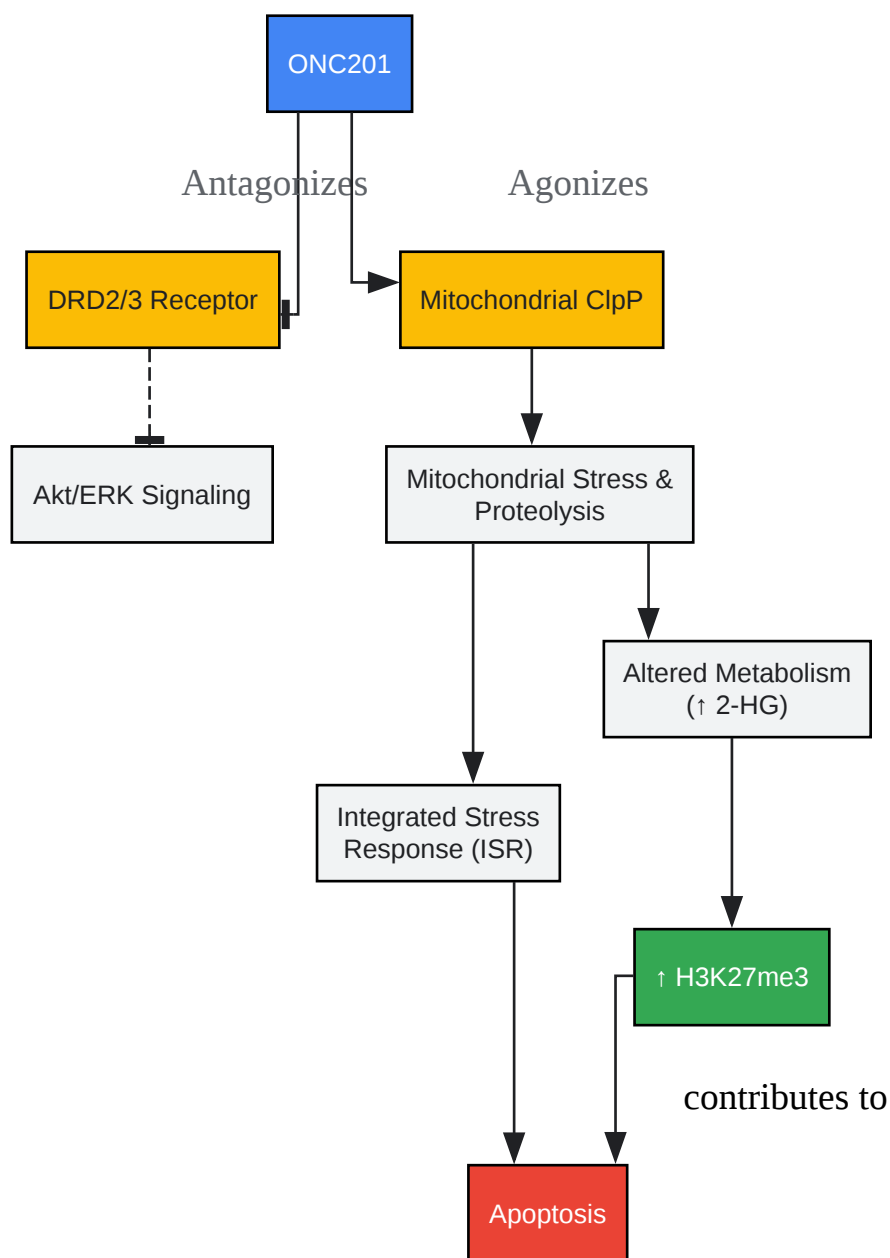 ONC201
Antagonizes
Agonizes
DRD2/3 Receptor
Mitochondrial ClpP
Akt/ERK Signaling
Mitochondrial Stress &
Proteolysis
Altered Metabolism
(↑ 2-HG)
Integrated Stress
Response (ISR)
↑ H3K27me3
contributes to
Apoptosis